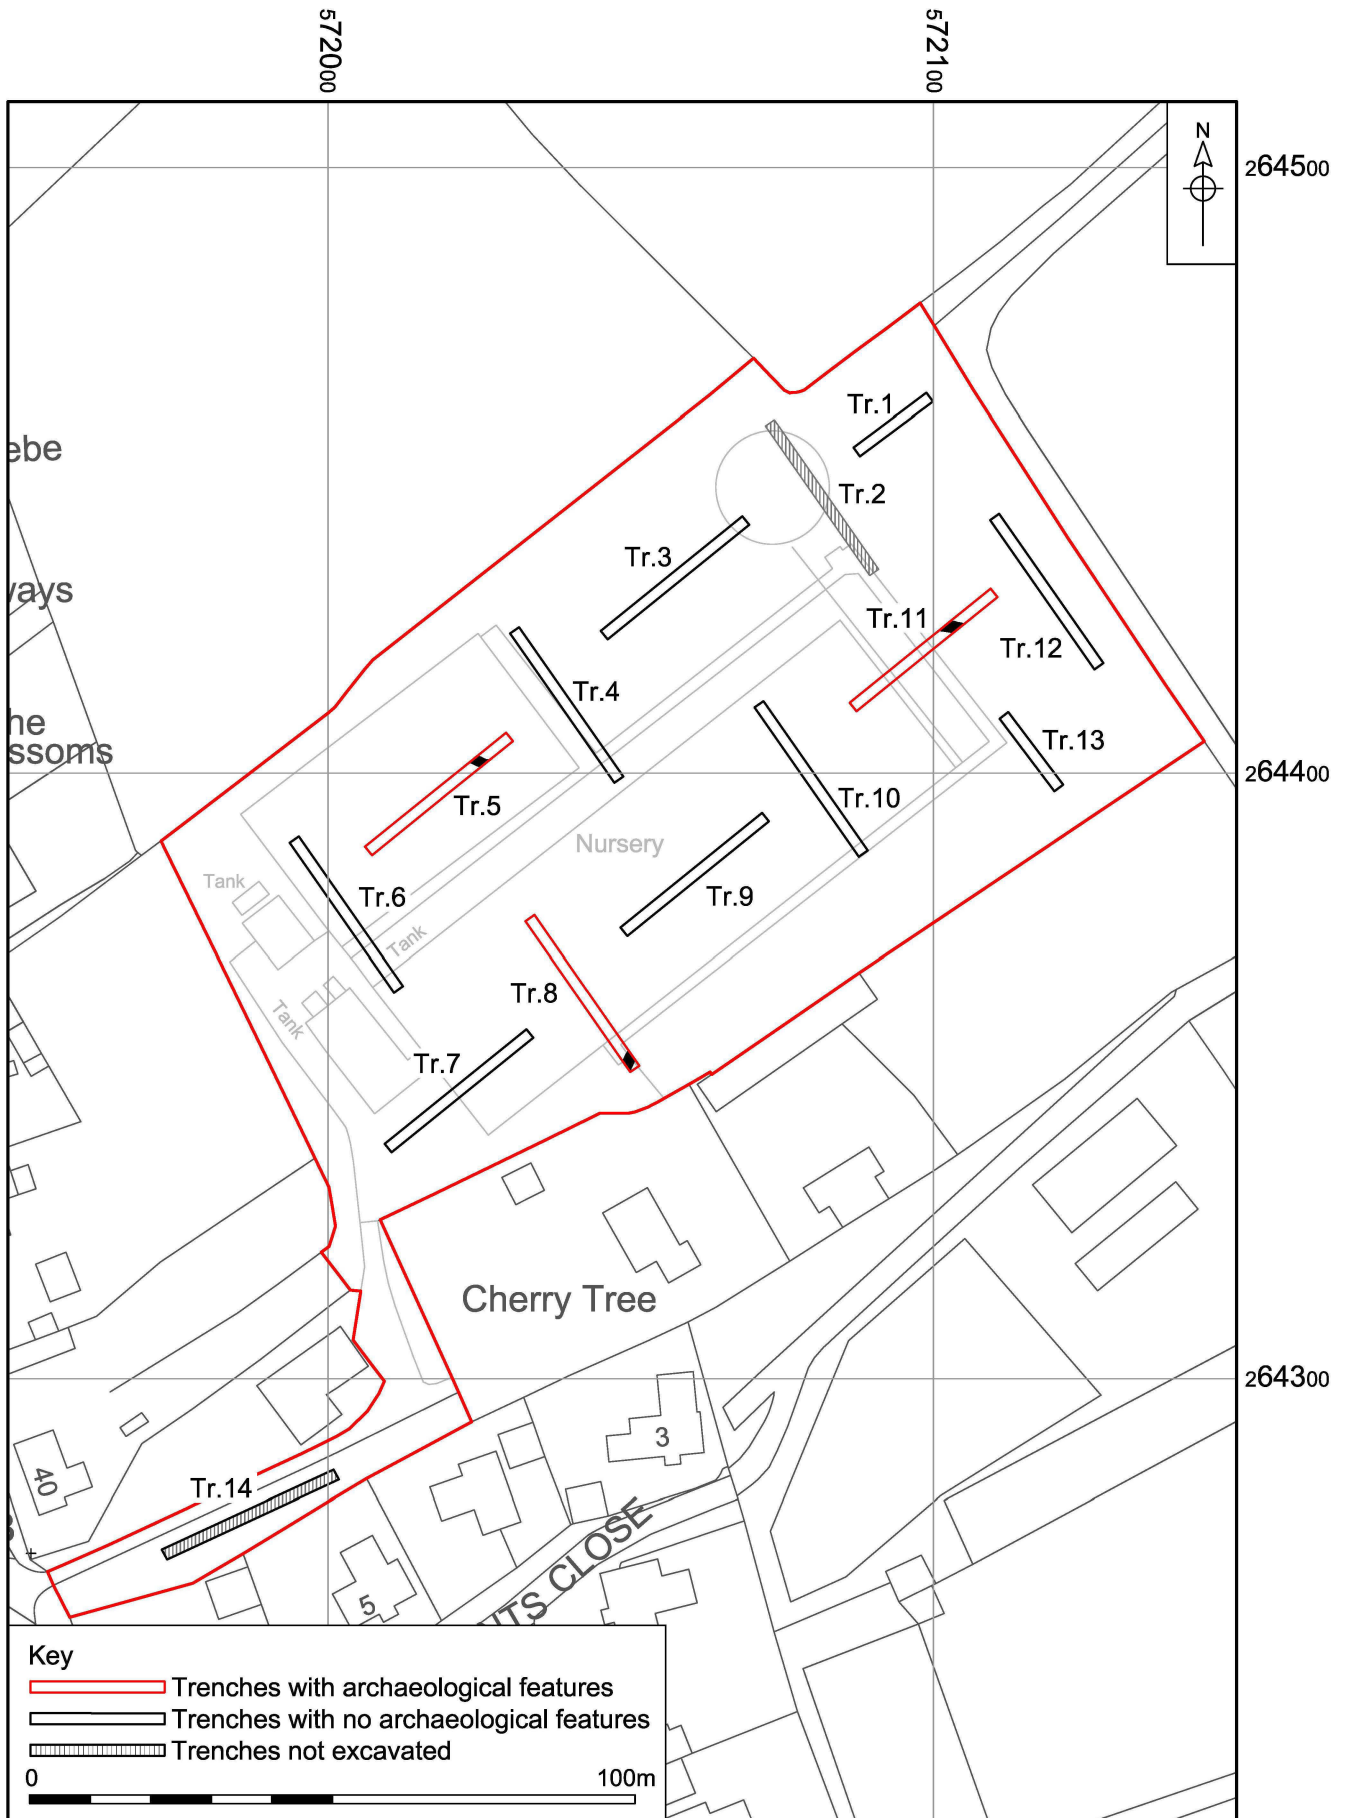 572000
572100
N
264500
Tr.1
ebe
Tr.2
Tr.3
ways
Tr.11
Tr.12
Tr.4
he
ssoms
Tr.13
264400
Tr.5
Tr.10
Nursery
Tank
Tr.6
Tr.9
Tank
Tr.8
Tank
Tr.7
Cherry Tree
264300
3
40
Tr.14
NTS CLOSE
5
Key
Trenches with archaeological features
Trenches with no archaeological features
Trenches not excavated
0 100m